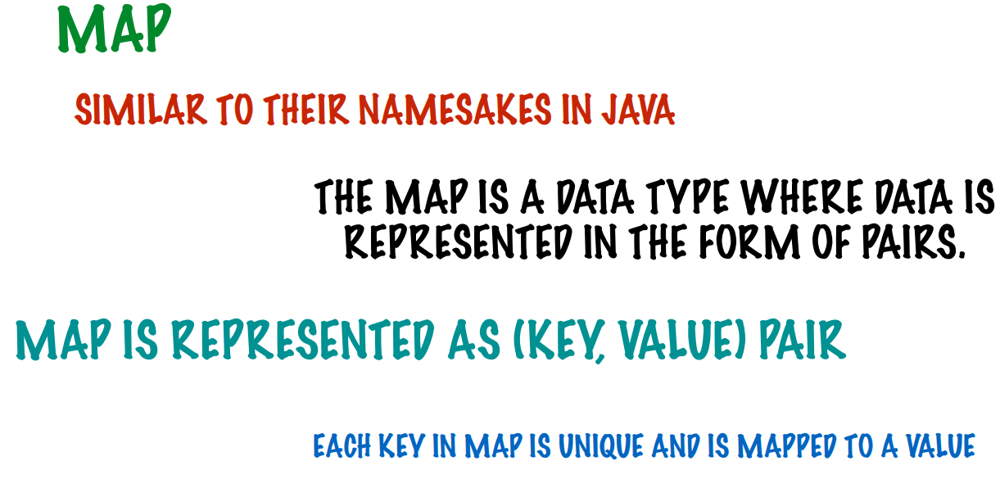 MAP
SIMILAR TO THEIR NAMESAKES IN JAVA
THE MAP IS A DATA TYPE WHERE DATA IS
REPRESENTED IN THE FORM OF PAIRS.
MAP IS REPRESENTED AS (KEY, VALUE) PAIR
EACH KEY IN MAP IS UNIQUE AND IS MAPPED TO A VALUE